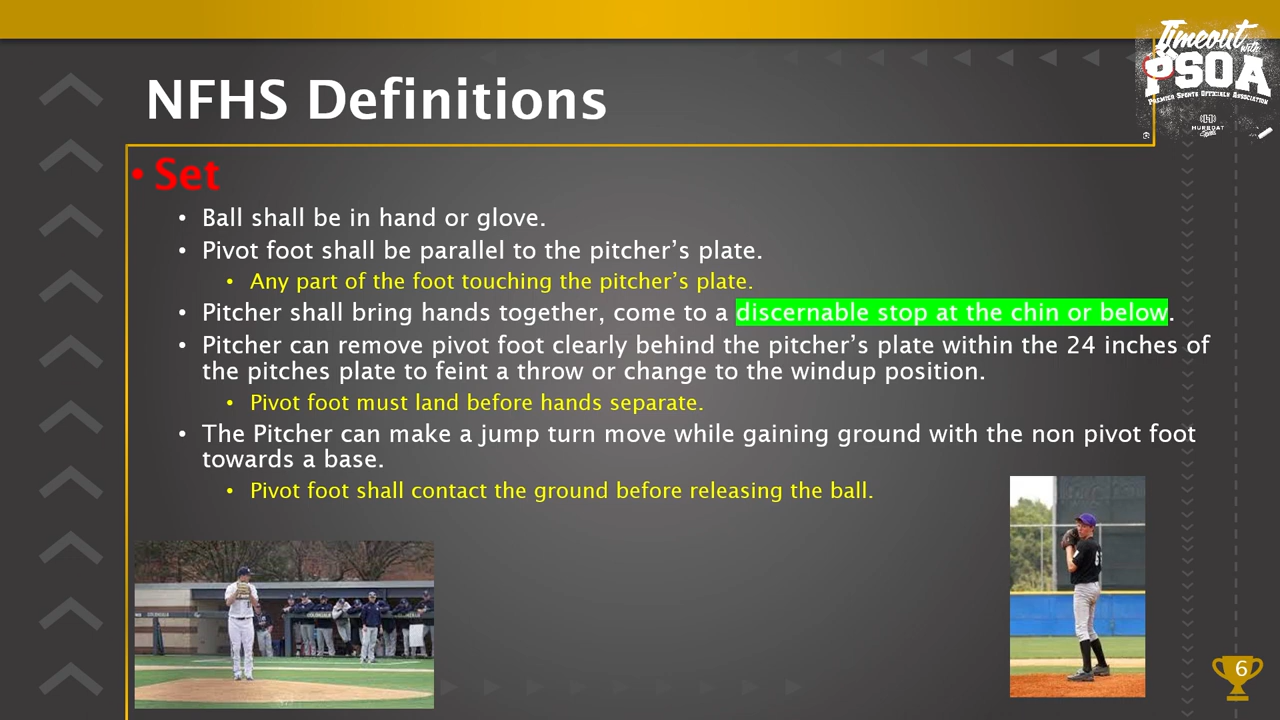 Timeout with
PSOA
PREMIER SPORTS OFFICIALS ASSOCIATION
HURRDAT
Sports
NFHS Definitions
• Set
• Ball shall be in hand or glove.
• Pivot foot shall be parallel to the pitcher’s plate.
• Any part of the foot touching the pitcher’s plate.
• Pitcher shall bring hands together, come to a discernable stop at the chin or below.
• Pitcher can remove pivot foot clearly behind the pitcher’s plate within the 24 inches of
the pitches plate to feint a throw or change to the windup position.
• Pivot foot must land before hands separate.
• The Pitcher can make a jump turn move while gaining ground with the non pivot foot
towards a base.
• Pivot foot shall contact the ground before releasing the ball.
6